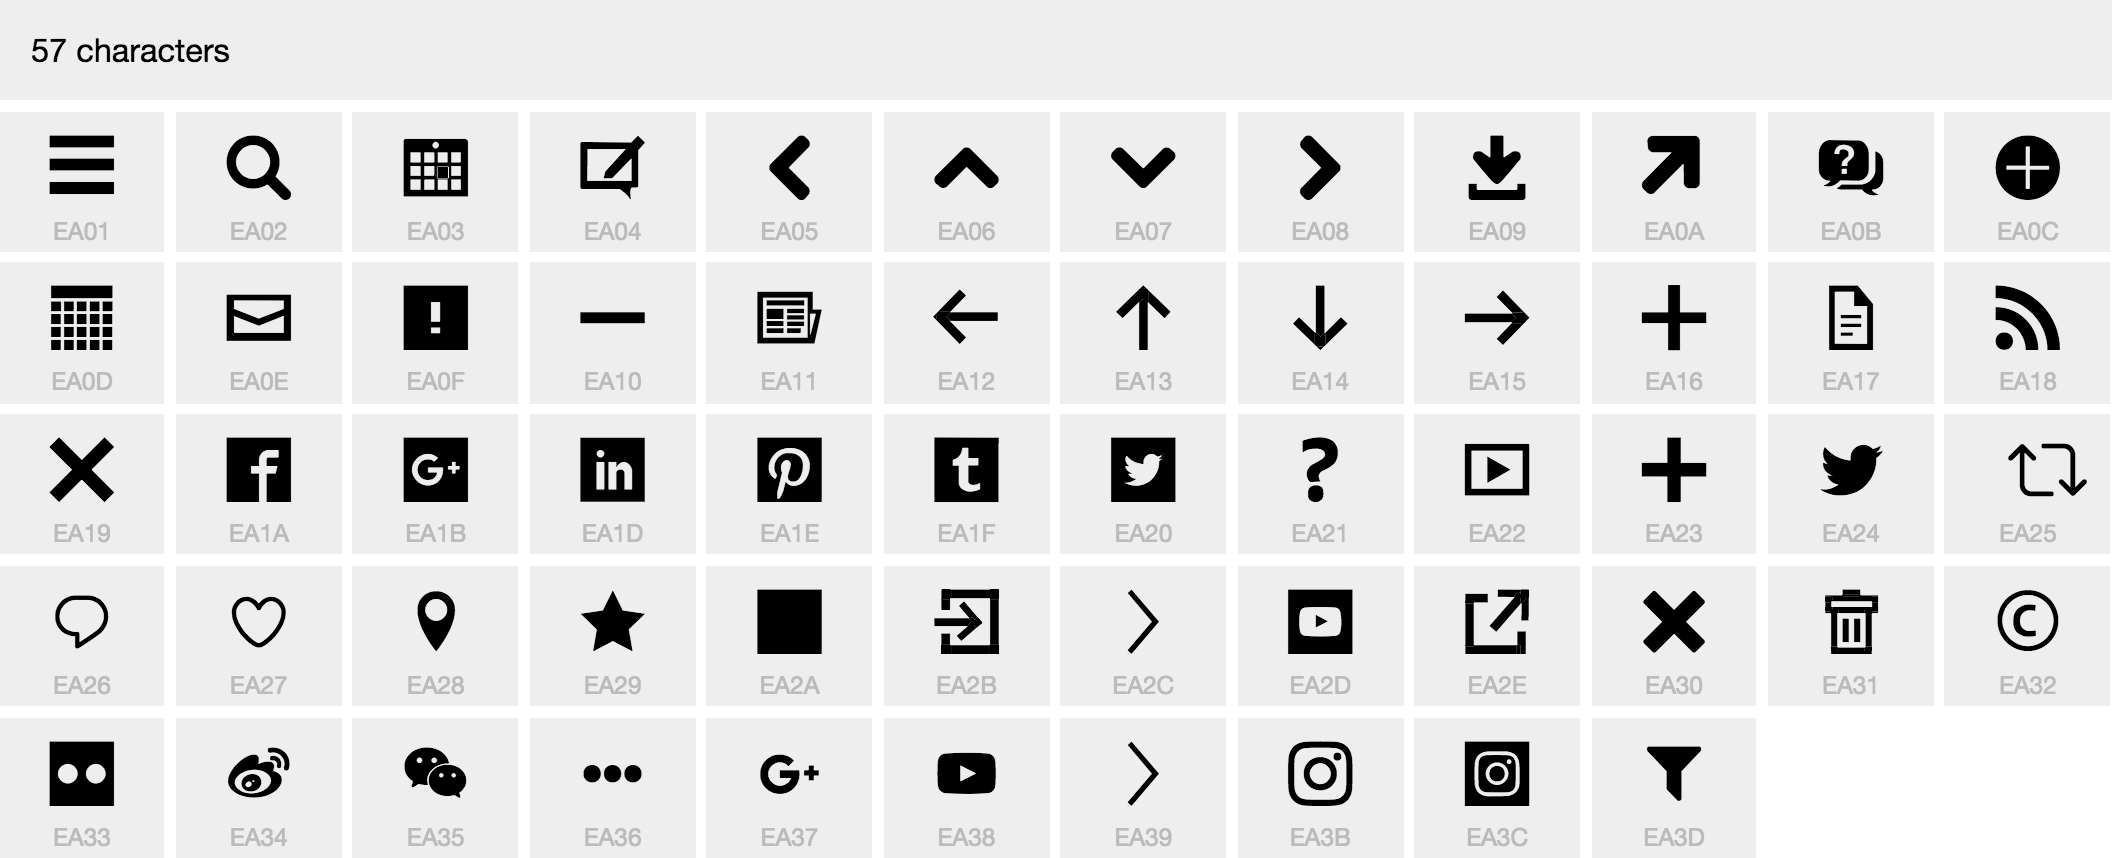 57 characters
EA01 EA02 EA03 EA04 EA05 EA06 EA07 EA08 EA09 EA0A EA0B EA0C
EA0D EA0E EA0F EA10 EA11 EA12 EA13 EA14 EA15 EA16 EA17 EA18
EA19 EA1A EA1B EA1D EA1E EA1F EA20 EA21 EA22 EA23 EA24 EA25
EA26 EA27 EA28 EA29 EA2A EA2B EA2C EA2D EA2E EA30 EA31 EA32
EA33 EA34 EA35 EA36 EA37 EA38 EA39 EA3B EA3C EA3D